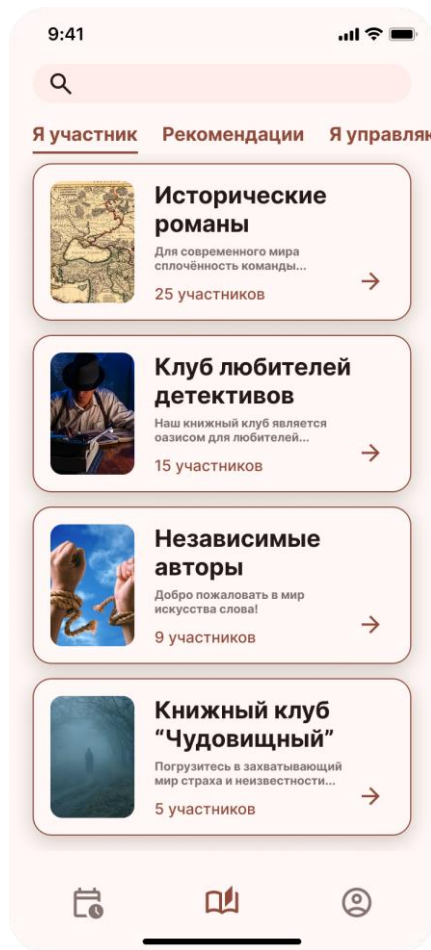 9:41
Я участник Рекомендации Я управляю
Исторические
романы
Для современного мира
сплочённость команды...
25 участников
Клуб любителей
детективов
Наш книжный клуб является
оазисом для любителей...
15 участников
Независимые
авторы
Добро пожаловать в мир
искусства слова!
9 участников
Книжный клуб
“Чудовищный”
Погрузитесь в захватывающий
мир страха и неизвестности...
5 участников